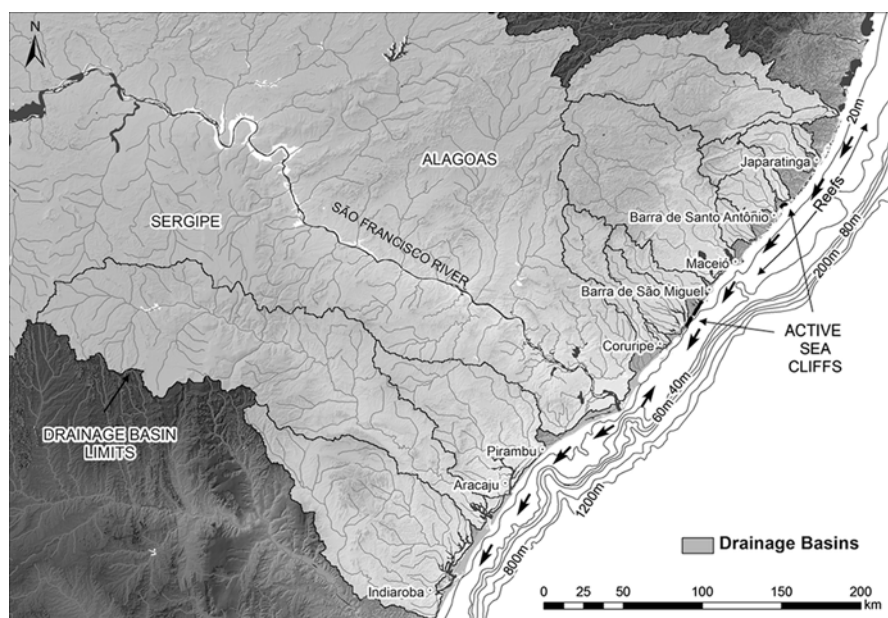 N
20m
Japaratinga
ALAGOAS
Reefs
SERGIPE
Barra de Santo Antônio
80m
SÃO FRANCISCO RIVER
200m
Maceió
Barra de São Miguel
ACTIVE
SEA
CLIFFS
Coruripe
60m
40m
DRAINAGE BASIN
LIMITS
Pirambu
Aracaju
1200m
800m
Drainage Basins
Indiaroba
0 25 50 100 150 200
km